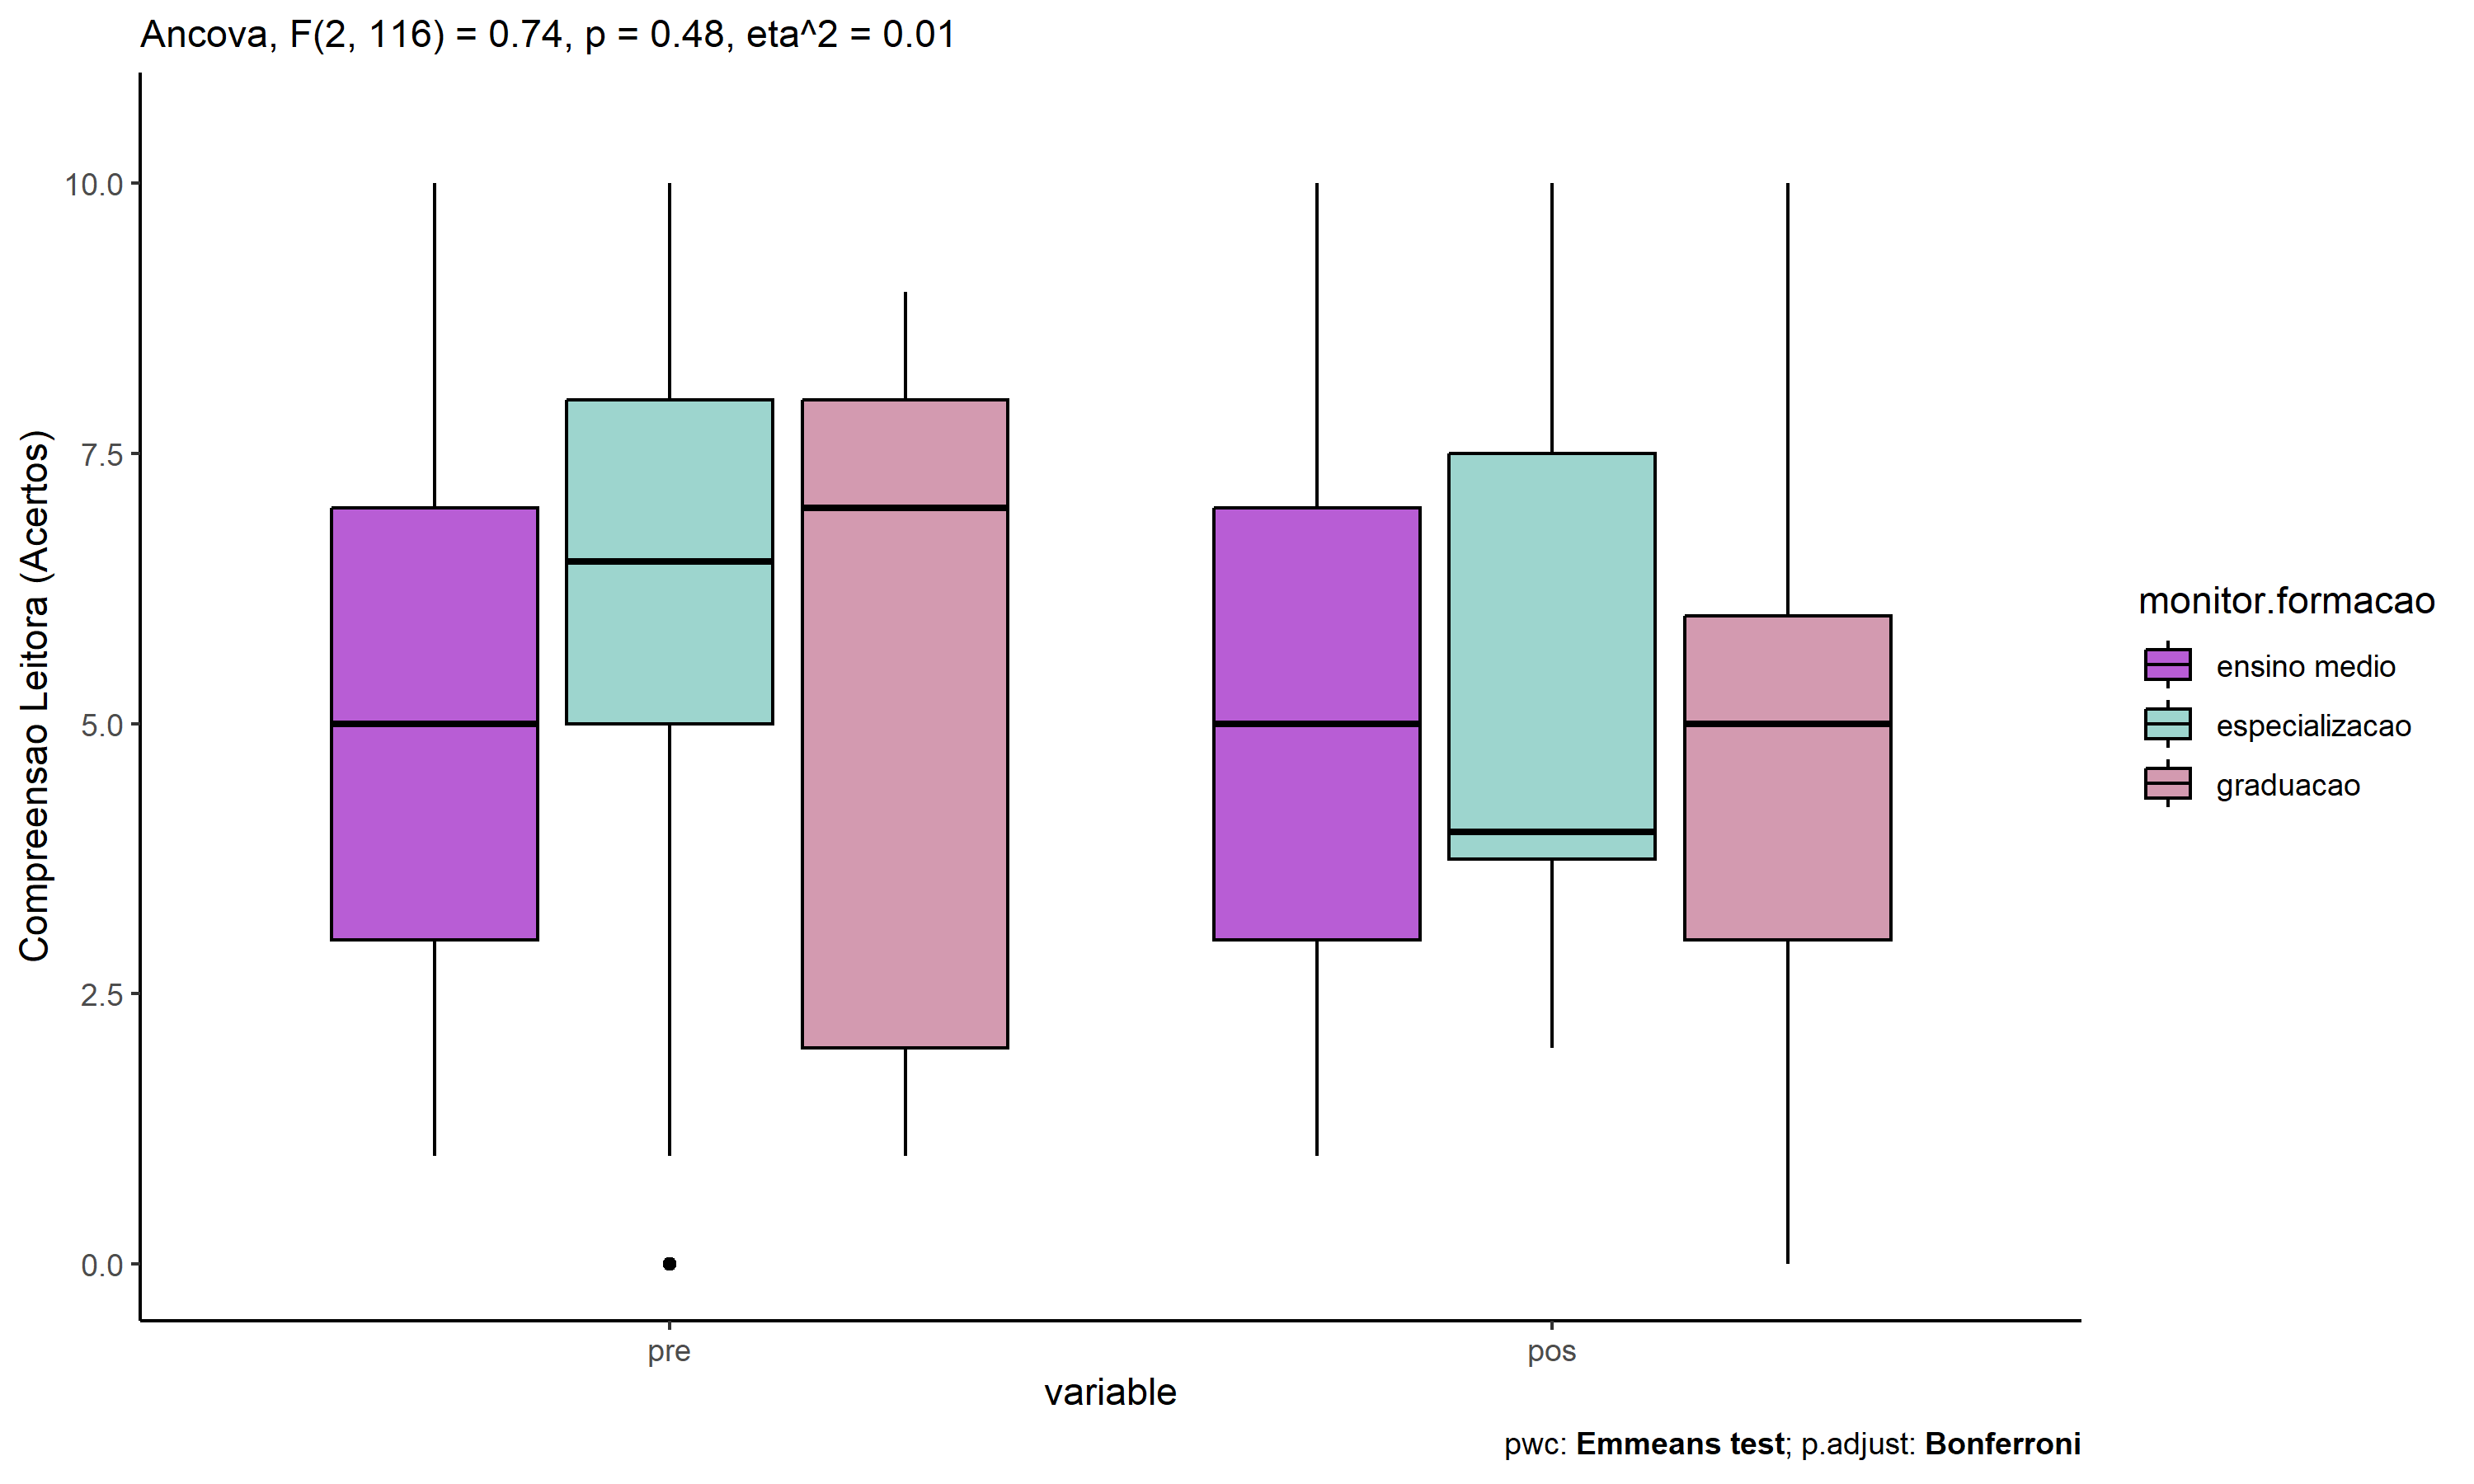 Ancova, F(2, 116) = 0.74, p = 0.48, eta^2 = 0.01
Compreensao Leitora (Acertos)
10.0
7.5
5.0
2.5
0.0
pre
pos
variable
monitor.formacao
ensino medio
especializacao
graduacao
pwc: Emmeans test; p.adjust: Bonferroni